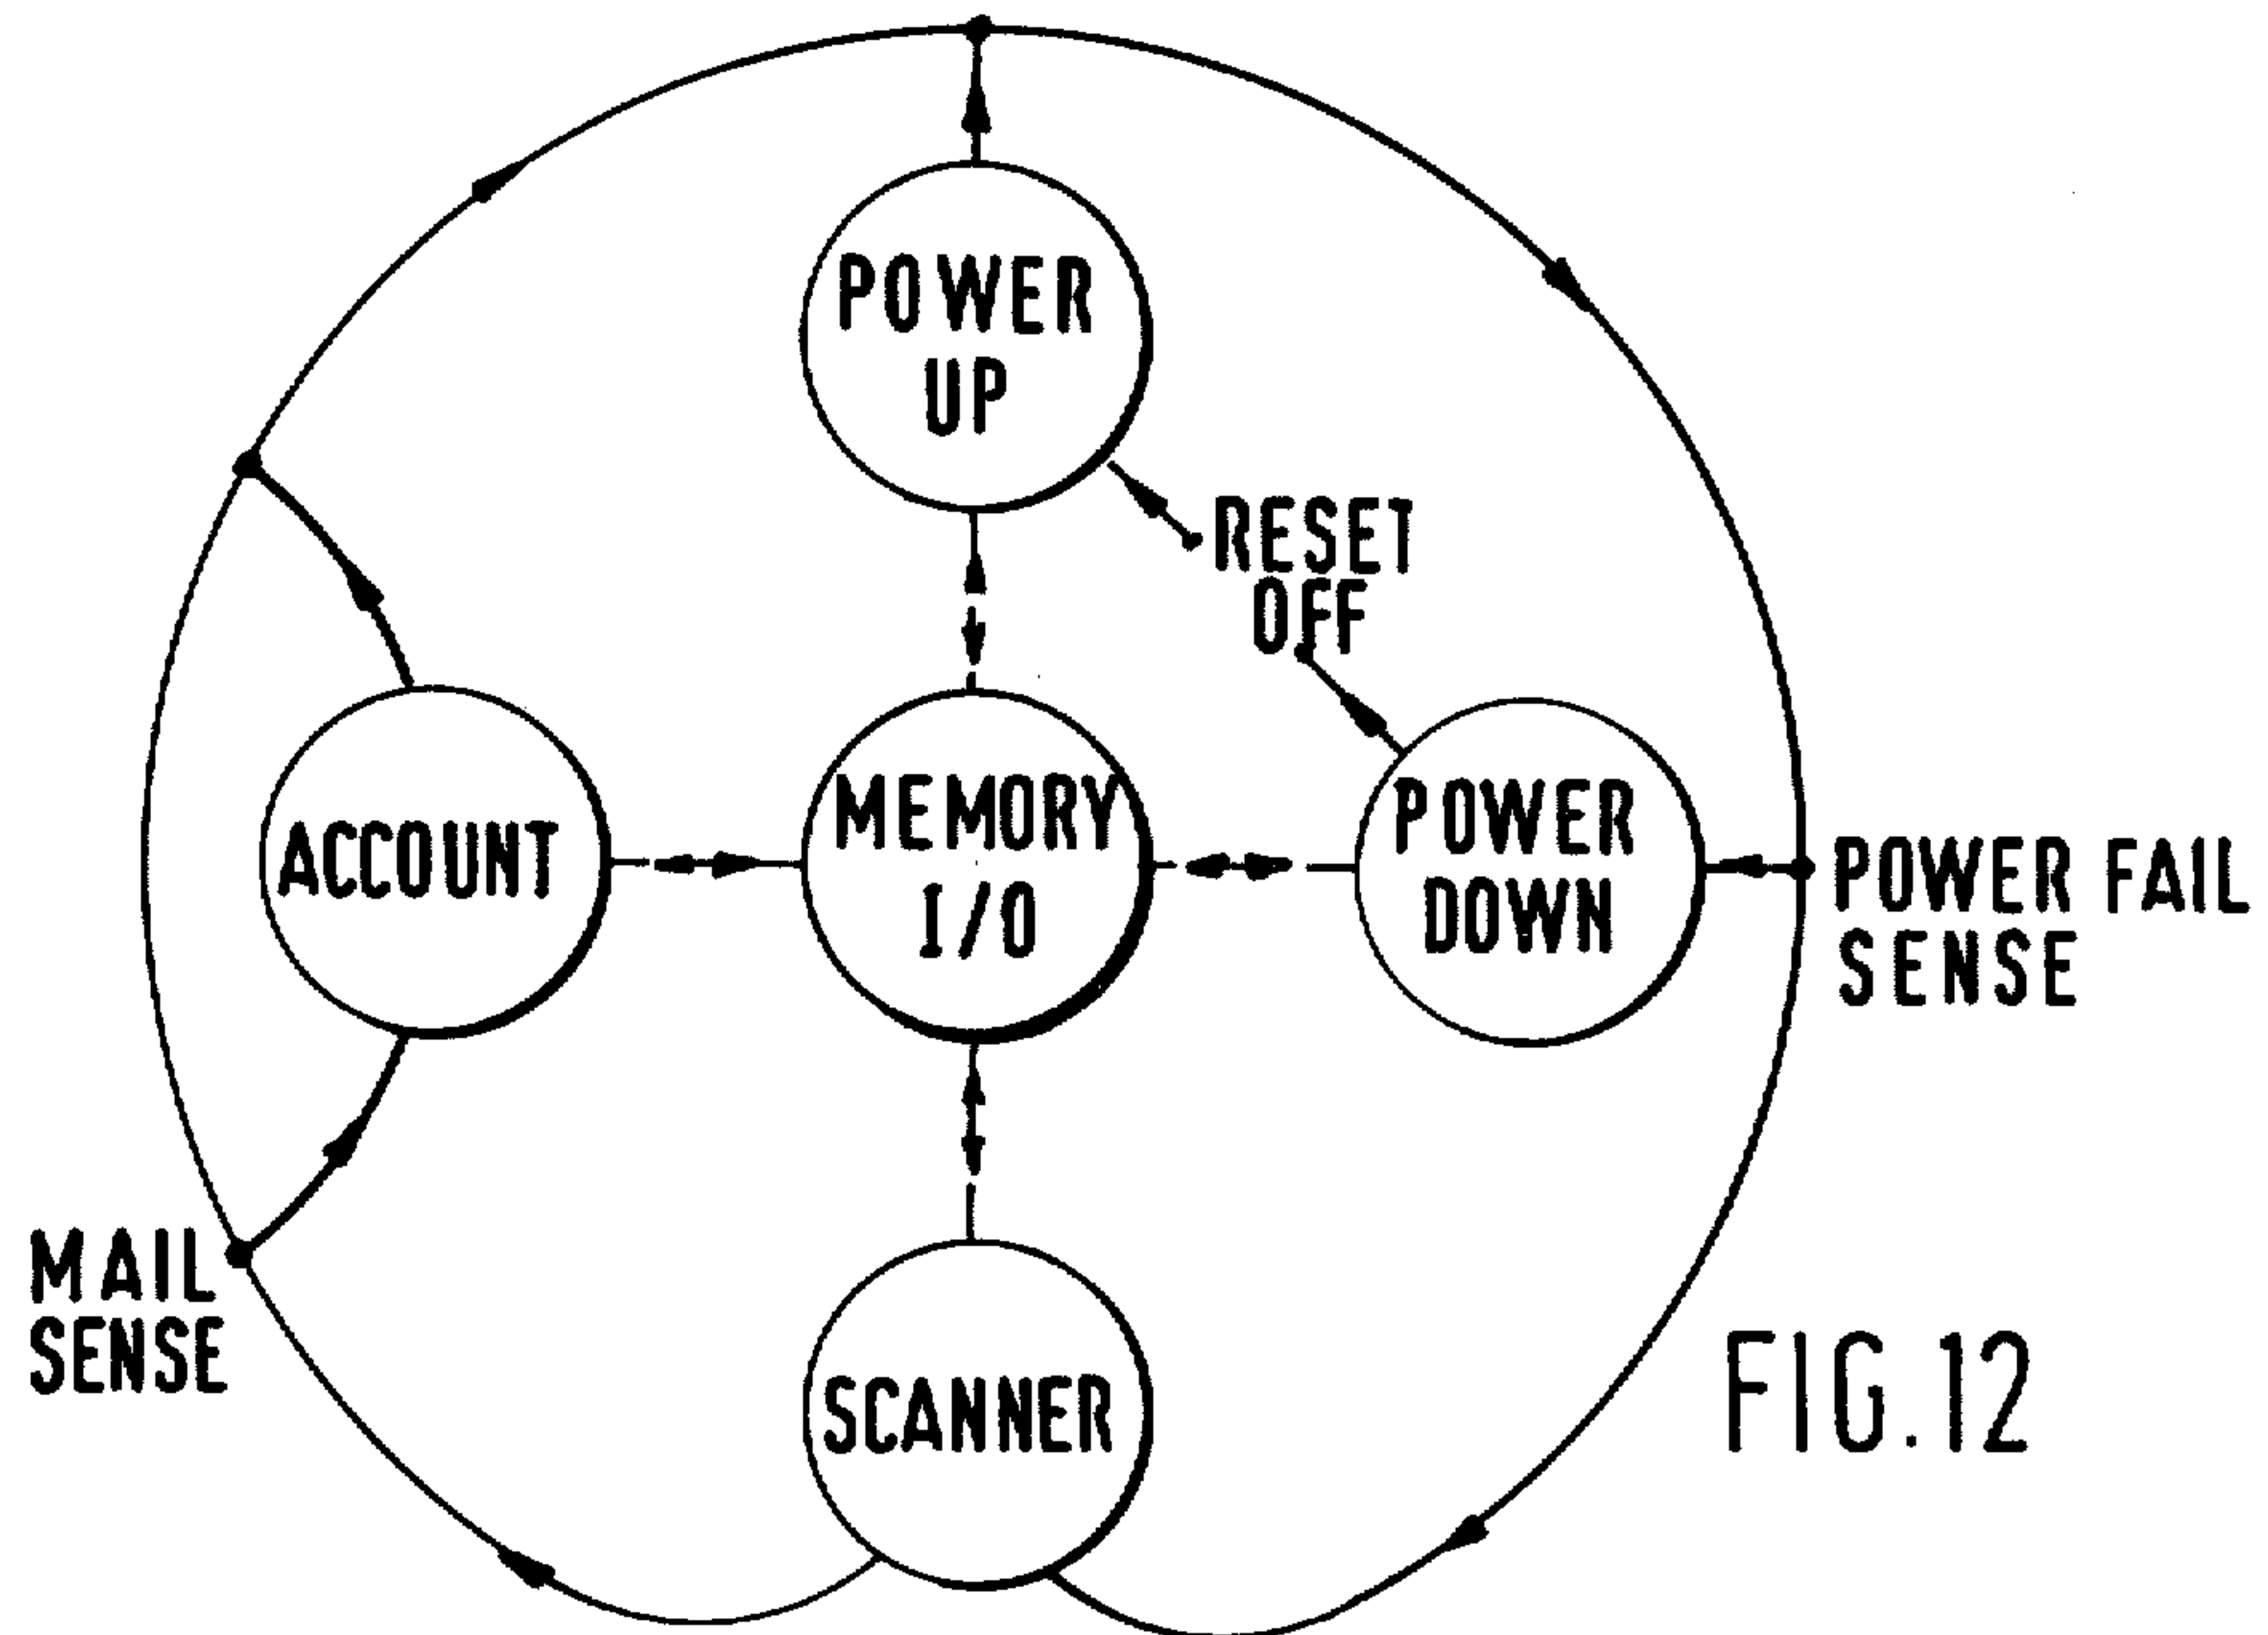 POWER
UP
RESET
OFF
ACCOUNT
MEMORY
I/O
POWER
DOWN
POWER FAIL
SENSE
MAIL
SENSE
SCANNER
FIG.12